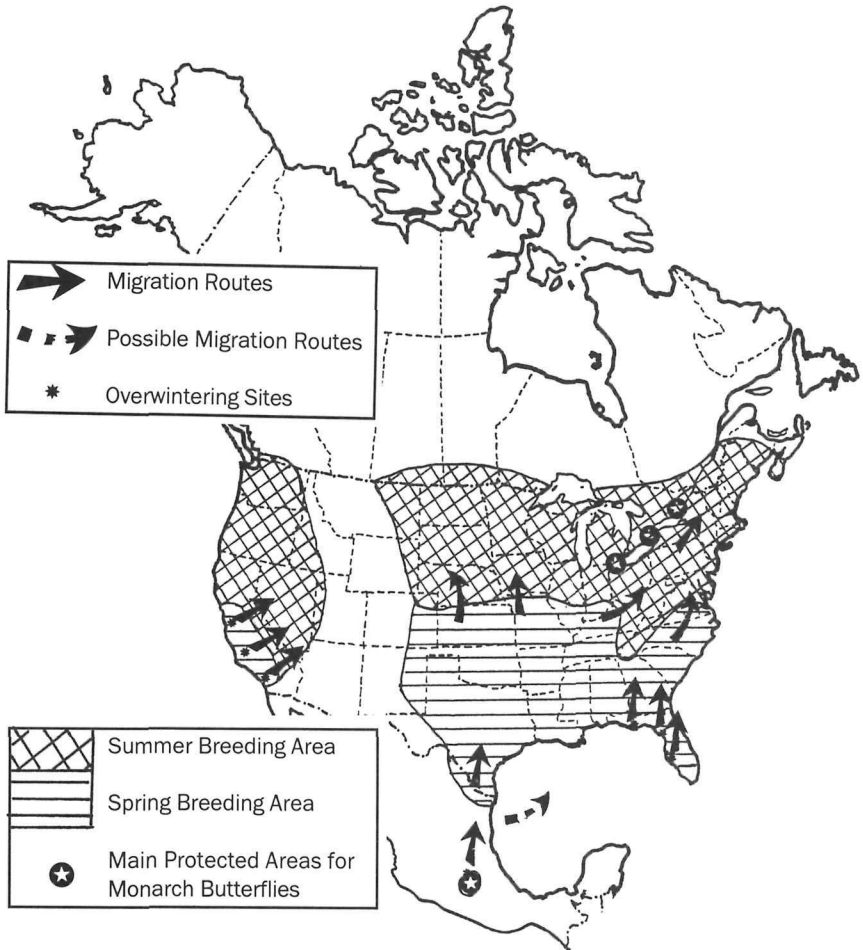 Migration Routes
Possible Migration Routes
Overwintering Sites
Summer Breeding Area
Spring Breeding Area
Main Protected Areas for
Monarch Butterflies